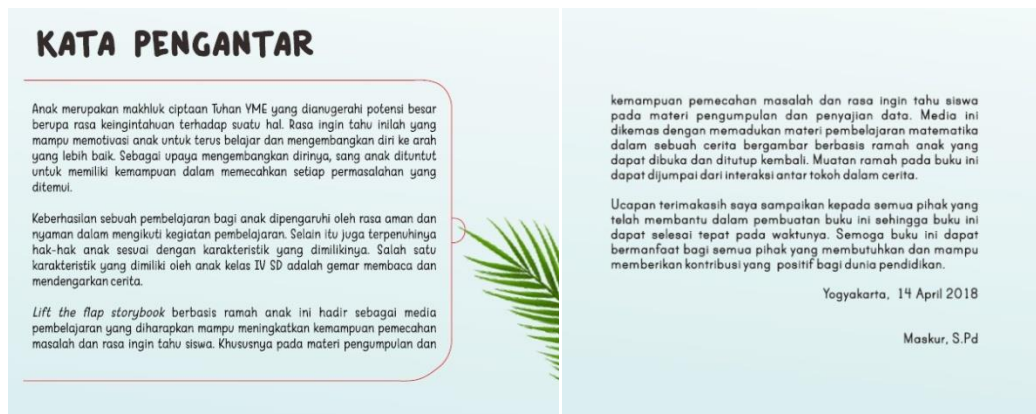 KATA PENGANTAR
Anak merupakan makhluk ciptaan Tuhan YME yang dianugerahi potensi besar
berupa rasa keingintahuan terhadap suatu hal. Rasa ingin tahu inilah yang
mampu memotivasi anak untuk terus belajar dan mengembangkan diri ke arah
yang lebih baik. Sebagai upaya mengembangkan dirinya, sang anak dituntut
untuk memiliki kemampuan dalam memecahkan setiap permasalahan yang
ditemui.
Keberhasilan sebuah pembelajaran bagi anak dipengaruhi oleh rasa aman dan
nyaman dalam mengikuti kegiatan pembelajaran. Selain itu juga terpenuhinya
hak-hak anak sesuai dengan karakteristik yang dimilikinya. Salah satu
karakteristik yang dimiliki oleh anak kelas IV SD adalah gemar membaca dan
mendengarkan cerita.
Lift the flap storybook berbasis ramah anak ini hadir sebagai media
pembelajaran yang diharapkan mampu meningkatkan kemampuan pemecahan
masalah dan rasa ingin tahu siswa. Khususnya pada materi pengumpulan dan
kemampuan pemecahan masalah dan rasa ingin tahu siswa
pada materi pengumpulan dan penyajian data. Media ini
dikemas dengan memadukan materi pembelajaran matematika
dalam sebuah cerita bergambar berbasis ramah anak yang
dapat dibuka dan ditutup kembali. Muatan ramah pada buku ini
dapat dijumpai dari interaksi antar tokoh dalam cerita.
Ucapan terimakasih saya sampaikan kepada semua pihak yang
telah membantu dalam pembuatan buku ini sehingga buku ini
dapat selesai tepat pada waktunya. Semoga buku ini dapat
bermanfaat bagi semua pihak yang membutuhkan dan mampu
memberikan kontribusi yang positif bagi dunia pendidikan.
Yogyakarta, 14 April 2018
Maskur, S.Pd